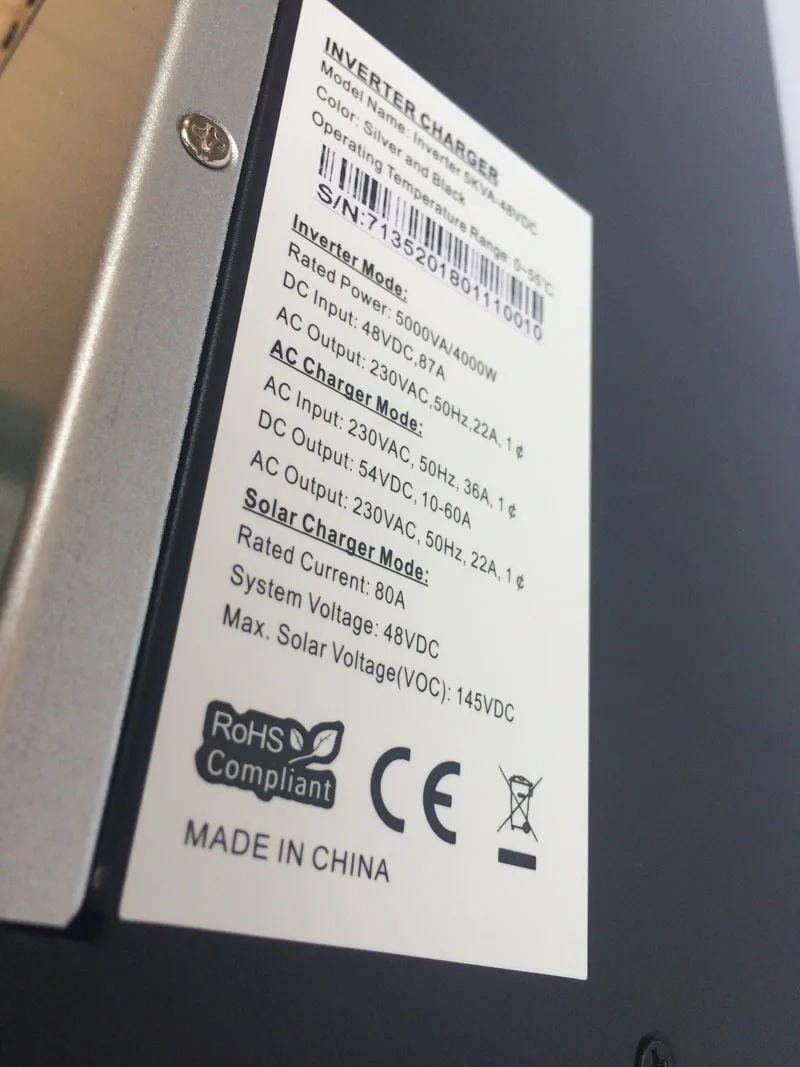 INVERTER CHARGER
Model Name: Inverter 5KVA-48VDC
Color: Silver and Black
Operating Temperature Range: 0~55℃
S/N:7135201801110010
Inverter Mode:
Rated Power: 5000VA/4000W
DC Input: 48VDC,87A
AC Output: 230VAC,50Hz,22A, 1 ¢
AC Charger Mode:
AC Input: 230VAC, 50Hz, 36A, 1 ¢
DC Output: 54VDC, 10-60A
AC Output: 230VAC, 50Hz, 22A, 1 ¢
Solar Charger Mode:
Rated Current: 80A
System Voltage: 48VDC
Max. Solar Voltage(VOC): 145VDC
RoHS
Compliant
CE
MADE IN CHINA